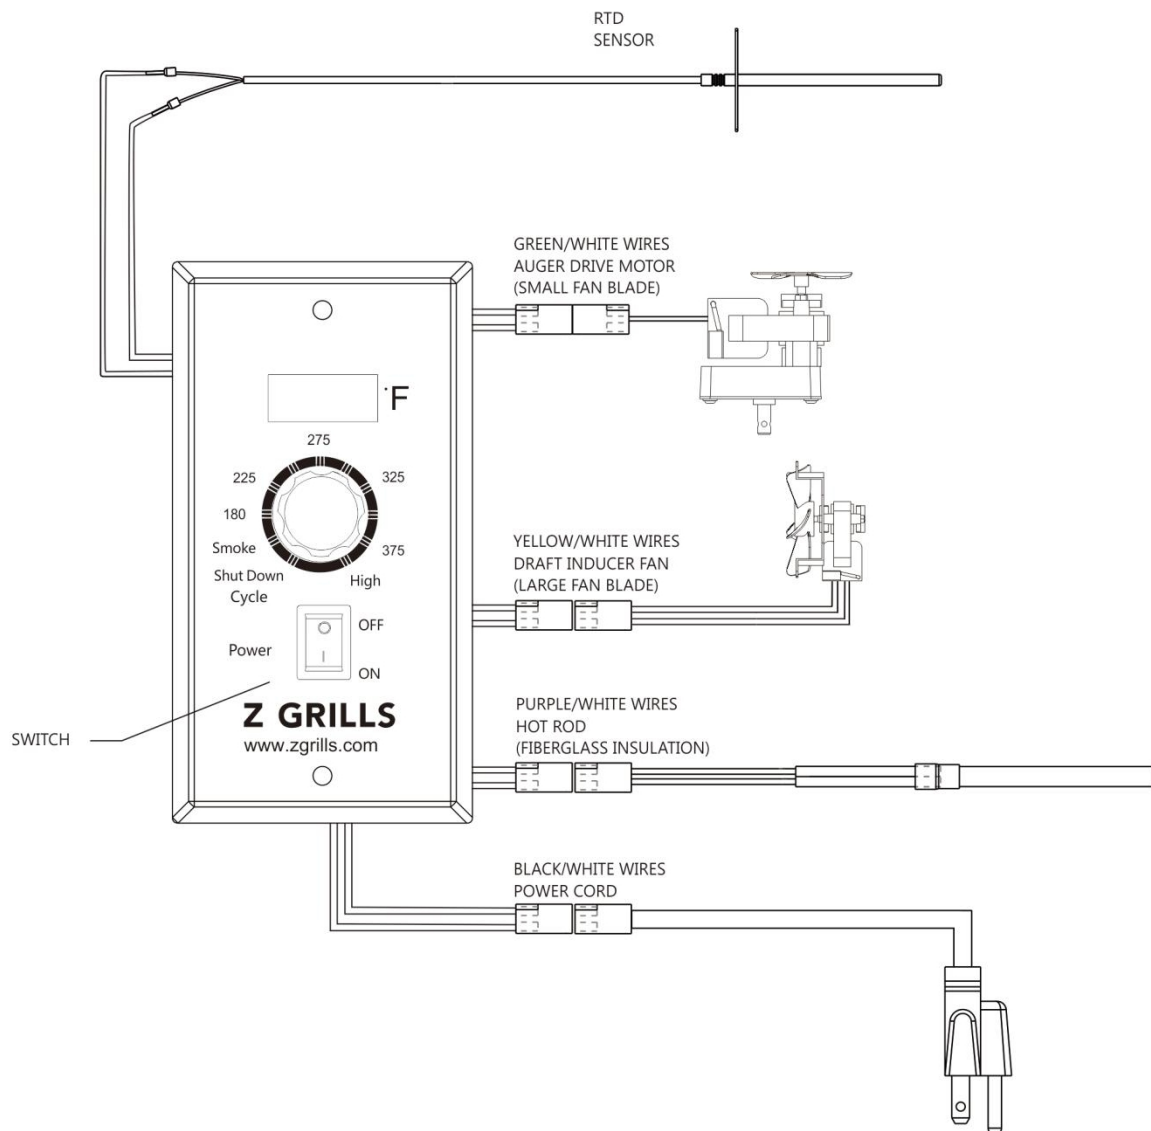 RTD
SENSOR
GREEN/WHITE WIRES
AUGER DRIVE MOTOR
(SMALL FAN BLADE)
°F
275
225
325
180
Smoke
375
Shut Down
Cycle
High
YELLOW/WHITE WIRES
DRAFT INDUCER FAN
(LARGE FAN BLADE)
OFF
Power
ON
Z GRILLS
www.zgrills.com
SWITCH
PURPLE/WHITE WIRES
HOT ROD
(FIBERGLASS INSULATION)
BLACK/WHITE WIRES
POWER CORD